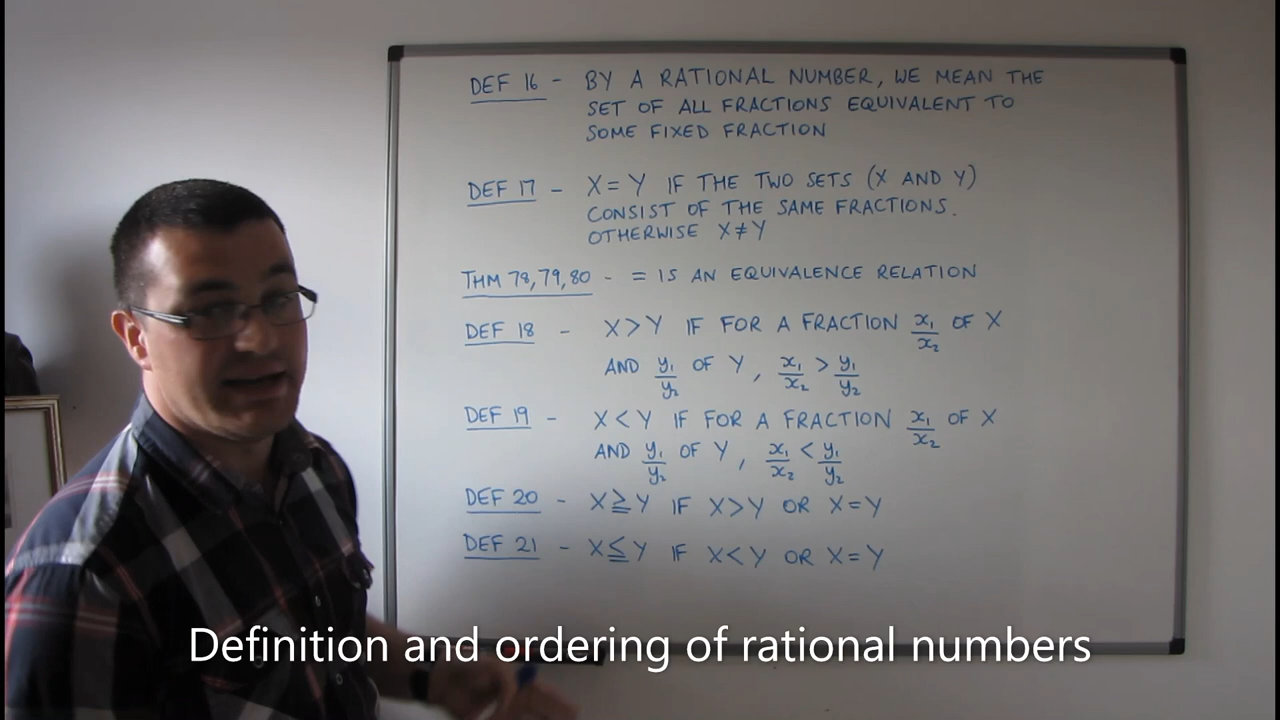 DEF 16 - BY A RATIONAL NUMBER, WE MEAN THE
SET OF ALL FRACTIONS EQUIVALENT TO
SOME FIXED FRACTION
DEF 17 - X = Y IF THE TWO SETS (X AND Y)
CONSIST OF THE SAME FRACTIONS.
OTHERWISE X ≠ Y
THM 78,79,80 - = IS AN EQUIVALENCE RELATION
DEF 18 - X > Y IF FOR A FRACTION x₁/x₂ OF X
AND y₁/y₂ OF Y, x₁/x₂ > y₁/y₂
DEF 19 - X < Y IF FOR A FRACTION x₁/x₂ OF X
AND y₁/y₂ OF Y, x₁/x₂ < y₁/y₂
DEF 20 - X ≧ Y IF X > Y OR X = Y
DEF 21 - X ≦ Y IF X < Y OR X = Y
Definition and ordering of rational numbers